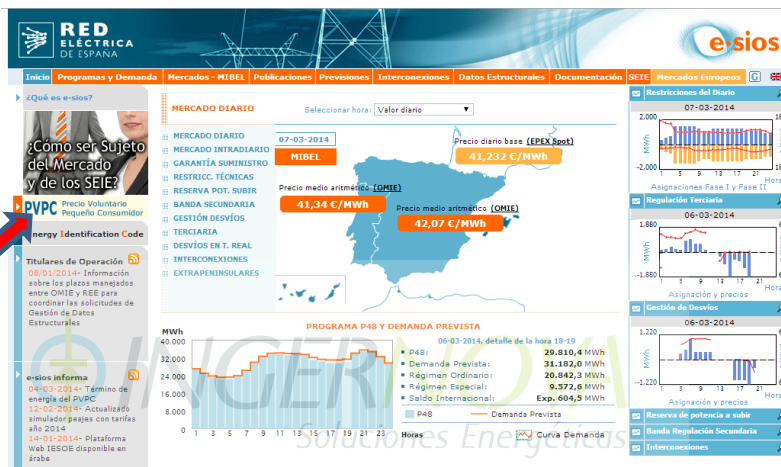 RED
ELÉCTRICA
DE ESPAÑA
e·sios
Inicio Programas y Demanda Mercados - MIBEL Publicaciones Previsiones Interconexiones Datos Estructurales Documentación SEIE Mercados Europeos G
¿Qué es e-sios?
¿Cómo ser Sujeto
del Mercado
y de los SEIE?
PVPC Precio Voluntario
Pequeño Consumidor
nergy Identification Code
Titulares de Operación
08/01/2014- Información
sobre los plazos manejados
entre OMIE y REE para
coordinar las solicitudes de
Gestión de Datos
Estructurales
e-sios informa
04-03-2014- Término de
energía del PVPC
12-02-2014- Actualizado
simulador peajes con tarifas
año 2014
14-01-2014- Plataforma
Web IESOE disponible en
árabe
MERCADO DIARIO
Seleccionar hora: Valor diario
MERCADO DIARIO
MERCADO INTRADIARIO
GARANTÍA SUMINISTRO
RESTRICC. TÉCNICAS
RESERVA POT. SUBIR
BANDA SECUNDARIA
GESTIÓN DESVÍOS
TERCIARIA
DESVÍOS EN T. REAL
INTERCONEXIONES
EXTRAPENINSULARES
07-03-2014
MIBEL
Precio diario base (EPEX Spot)
41,232 €/MWh
Precio medio aritmético (OMIE)
41,34 €/MWh
Precio medio aritmético (OMIE)
42,07 €/MWh
PROGRAMA P48 Y DEMANDA PREVISTA
MWh
40.000
32.000
24.000
16.000
8.000
0
1 3 5 7 9 11 13 15 17 19 21 23 Horas
06-03-2014, detalle de la hora 18-19
P48: 29.810,4 MWh
Demanda Prevista: 31.182,0 MWh
Régimen Ordinario: 20.842,3 MWh
Régimen Especial: 9.572,6 MWh
Saldo Internacional: Exp. 604,5 MWh
P48 Demanda Prevista
Curva Demanda
INGERNOVA
Soluciones Energéticas
Restricciones del Diario
07-03-2014
2.000
MWh
-2.000
1 5 9 13 17 21 Horas
Asignaciones Fase I y Fase II
Regulación Terciaria
06-03-2014
1.880
MWh
-1.880
1 5 9 13 17 21 Horas
Asignación y precios
Gestión de Desvíos
06-03-2014
1.220
MWh
-1.220
1 5 9 13 17 21 Horas
Asignación y precios
Reserva de potencia a subir
Banda Regulación Secundaria
Interconexiones